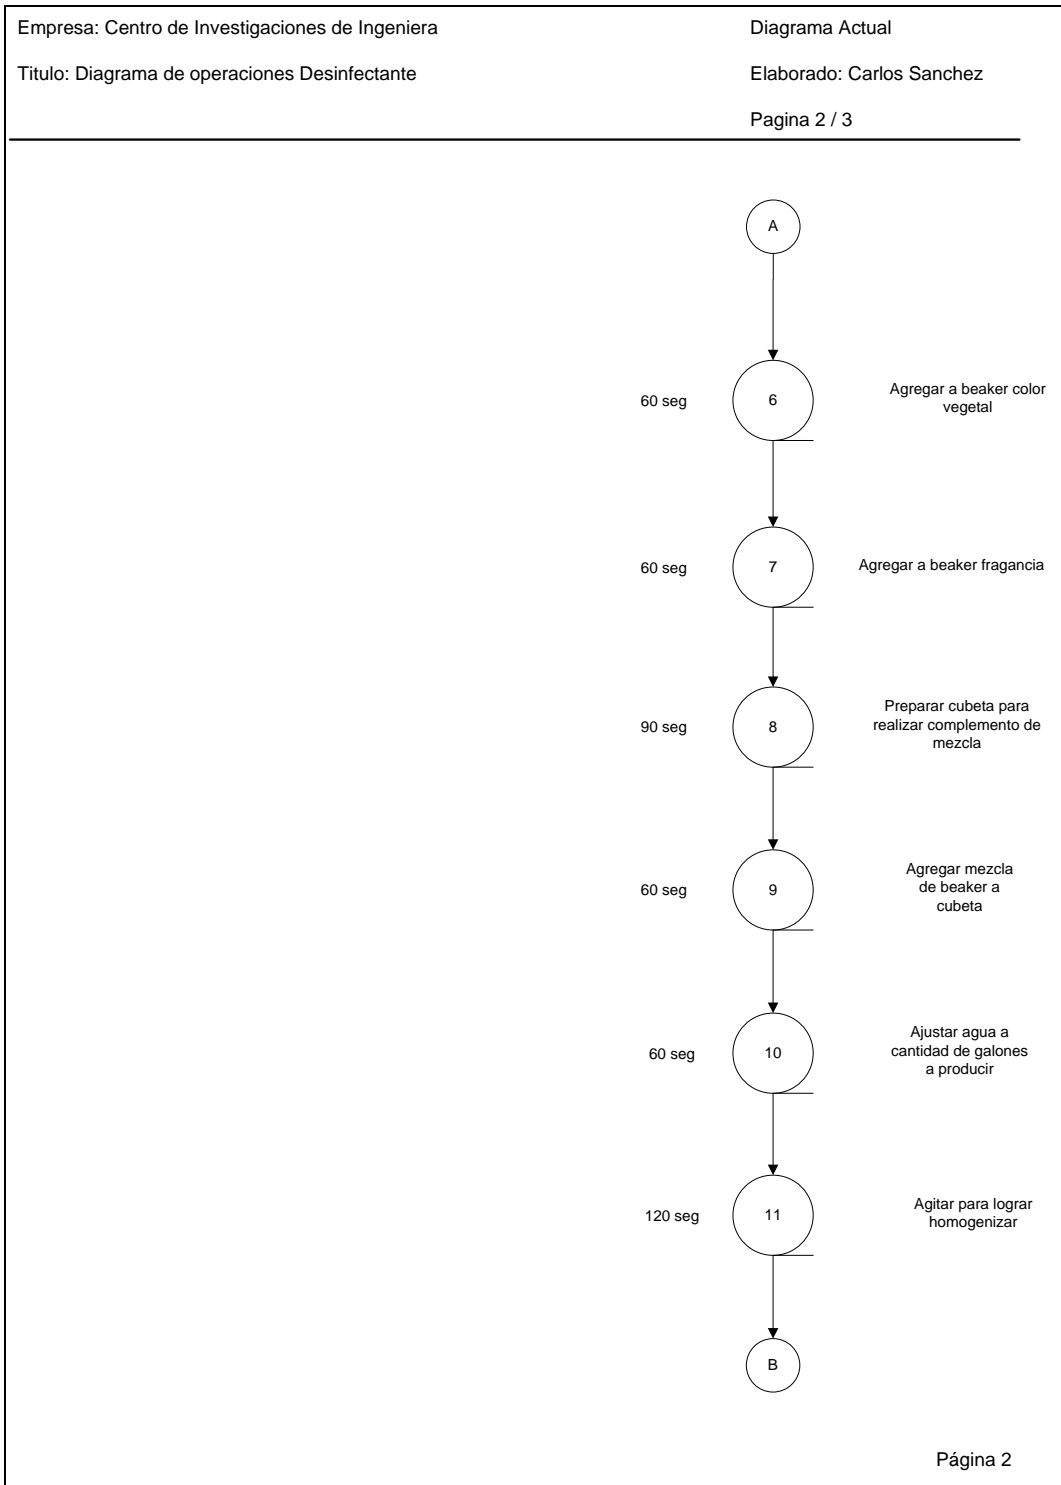 Empresa: Centro de Investigaciones de Ingeniera
Diagrama Actual
Titulo: Diagrama de operaciones Desinfectante
Elaborado: Carlos Sanchez
Pagina 2 / 3
A
60 seg
6
Agregar a beaker color
vegetal
60 seg
7
Agregar a beaker fragancia
90 seg
8
Preparar cubeta para
realizar complemento de
mezcla
60 seg
9
Agregar mezcla
de beaker a
cubeta
60 seg
10
Ajustar agua a
cantidad de galones
a producir
120 seg
11
Agitar para lograr
homogenizar
B
Página 2